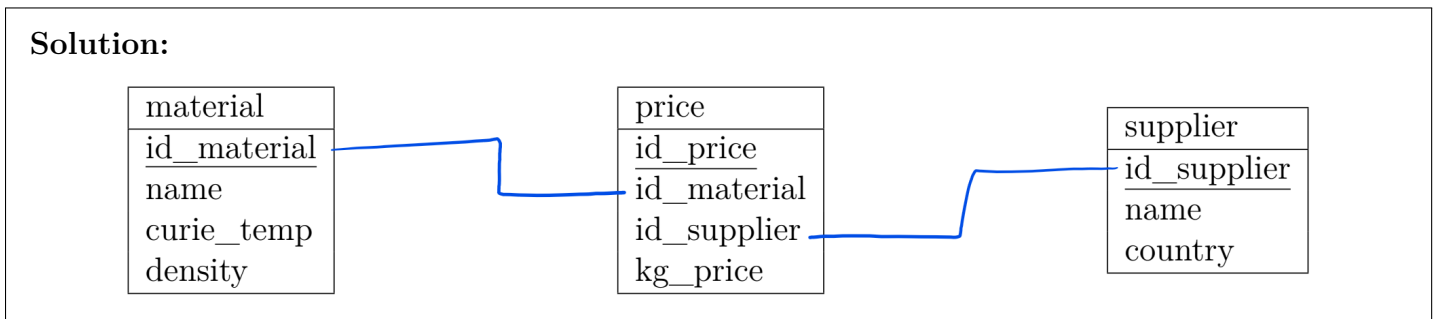 Solution:
material
id_material
name
curie_temp
density
price
id_price
id_material
id_supplier
kg_price
supplier
id_supplier
name
country